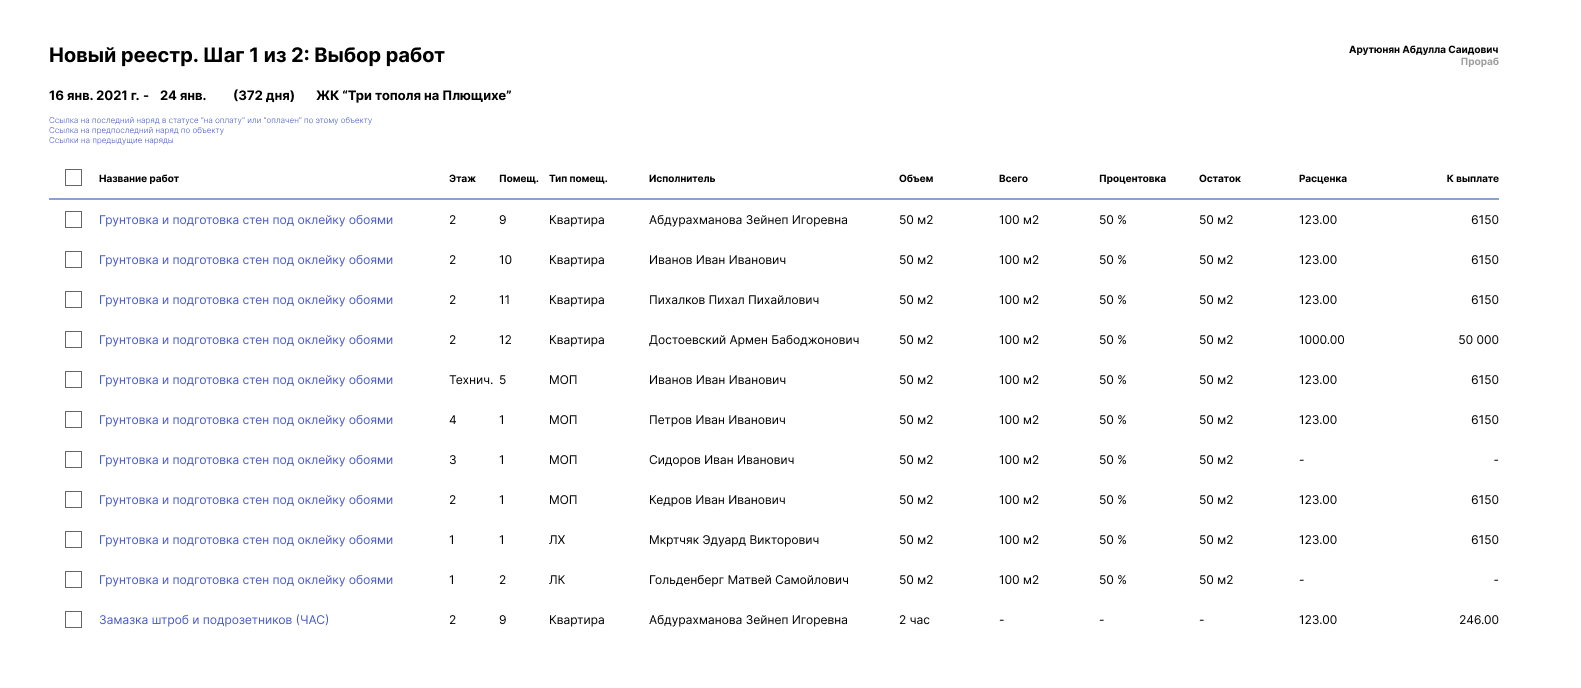 Новый реестр. Шаг 1 из 2: Выбор работ
Арутюнян Абдулла Саидович
Прораб
16 янв. 2021 г. - 24 янв. (372 дня) ЖК “Три тополя на Плющихе”
Ссылка на последний наряд в статусе "на оплату" или "оплачен" по этому объекту
Ссылка на предпоследний наряд по объекту
Ссылки на предыдущие наряды
Название работ Этаж Помещ. Тип помещ. Исполнитель Объем Всего Процентовка Остаток Расценка К выплате
Грунтовка и подготовка стен под оклейку обоями 2 9 Квартира Абдурахманова Зейнеп Игоревна 50 м2 100 м2 50 % 50 м2 123.00 6150
Грунтовка и подготовка стен под оклейку обоями 2 10 Квартира Иванов Иван Иванович 50 м2 100 м2 50 % 50 м2 123.00 6150
Грунтовка и подготовка стен под оклейку обоями 2 11 Квартира Пихалков Пихал Пихайлович 50 м2 100 м2 50 % 50 м2 123.00 6150
Грунтовка и подготовка стен под оклейку обоями 2 12 Квартира Достоевский Армен Бабоджонович 50 м2 100 м2 50 % 50 м2 1000.00 50 000
Грунтовка и подготовка стен под оклейку обоями Технич. 5 МОП Иванов Иван Иванович 50 м2 100 м2 50 % 50 м2 123.00 6150
Грунтовка и подготовка стен под оклейку обоями 4 1 МОП Петров Иван Иванович 50 м2 100 м2 50 % 50 м2 123.00 6150
Грунтовка и подготовка стен под оклейку обоями 3 1 МОП Сидоров Иван Иванович 50 м2 100 м2 50 % 50 м2 - -
Грунтовка и подготовка стен под оклейку обоями 2 1 МОП Кедров Иван Иванович 50 м2 100 м2 50 % 50 м2 123.00 6150
Грунтовка и подготовка стен под оклейку обоями 1 1 ЛХ Мкртчяк Эдуард Викторович 50 м2 100 м2 50 % 50 м2 123.00 6150
Грунтовка и подготовка стен под оклейку обоями 1 2 ЛК Гольденберг Матвей Самойлович 50 м2 100 м2 50 % 50 м2 - -
Замазка штроб и подрозетников (ЧАС) 2 9 Квартира Абдурахманова Зейнеп Игоревна 2 час - - - 123.00 246.00